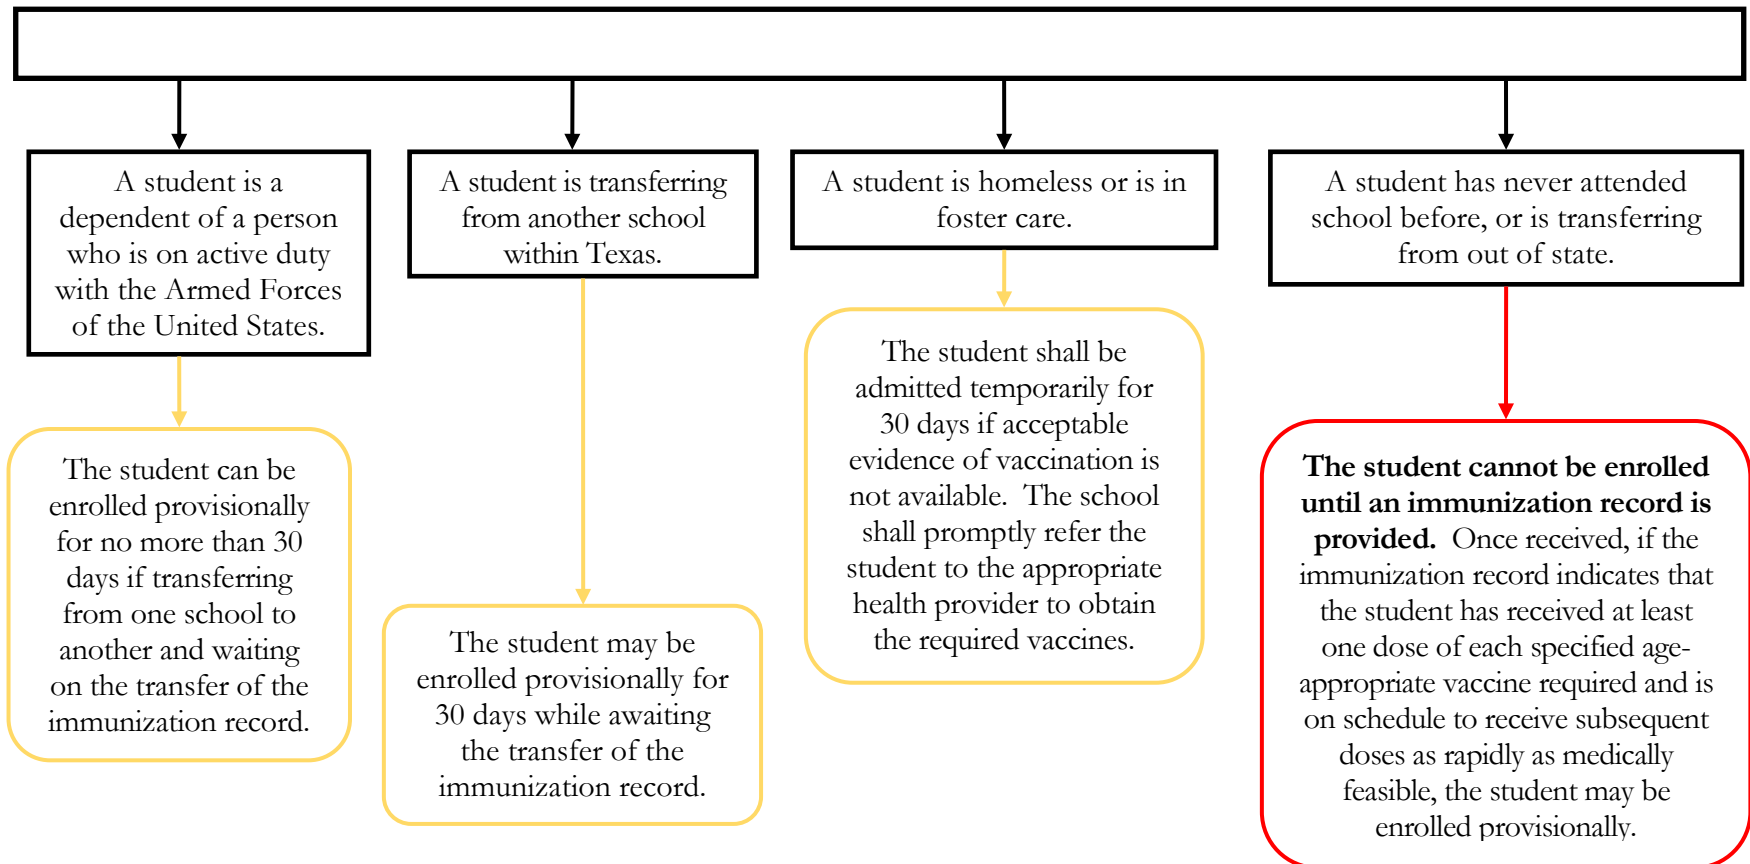 A student is a
dependent of a person
who is on active duty
with the Armed Forces
of the United States.
A student is transferring
from another school
within Texas.
A student is homeless or is in
foster care.
A student has never attended
school before, or is transferring
from out of state.
The student can be
enrolled provisionally
for no more than 30
days if transferring
from one school to
another and waiting
on the transfer of the
immunization record.
The student may be
enrolled provisionally for
30 days while awaiting
the transfer of the
immunization record.
The student shall be
admitted temporarily for
30 days if acceptable
evidence of vaccination is
not available.  The school
shall promptly refer the
student to the appropriate
health provider to obtain
the required vaccines.
The student cannot be enrolled
until an immunization record is
provided.  Once received, if the
immunization record indicates that
the student has received at least
one dose of each specified age-
appropriate vaccine required and is
on schedule to receive subsequent
doses as rapidly as medically
feasible, the student may be
enrolled provisionally.